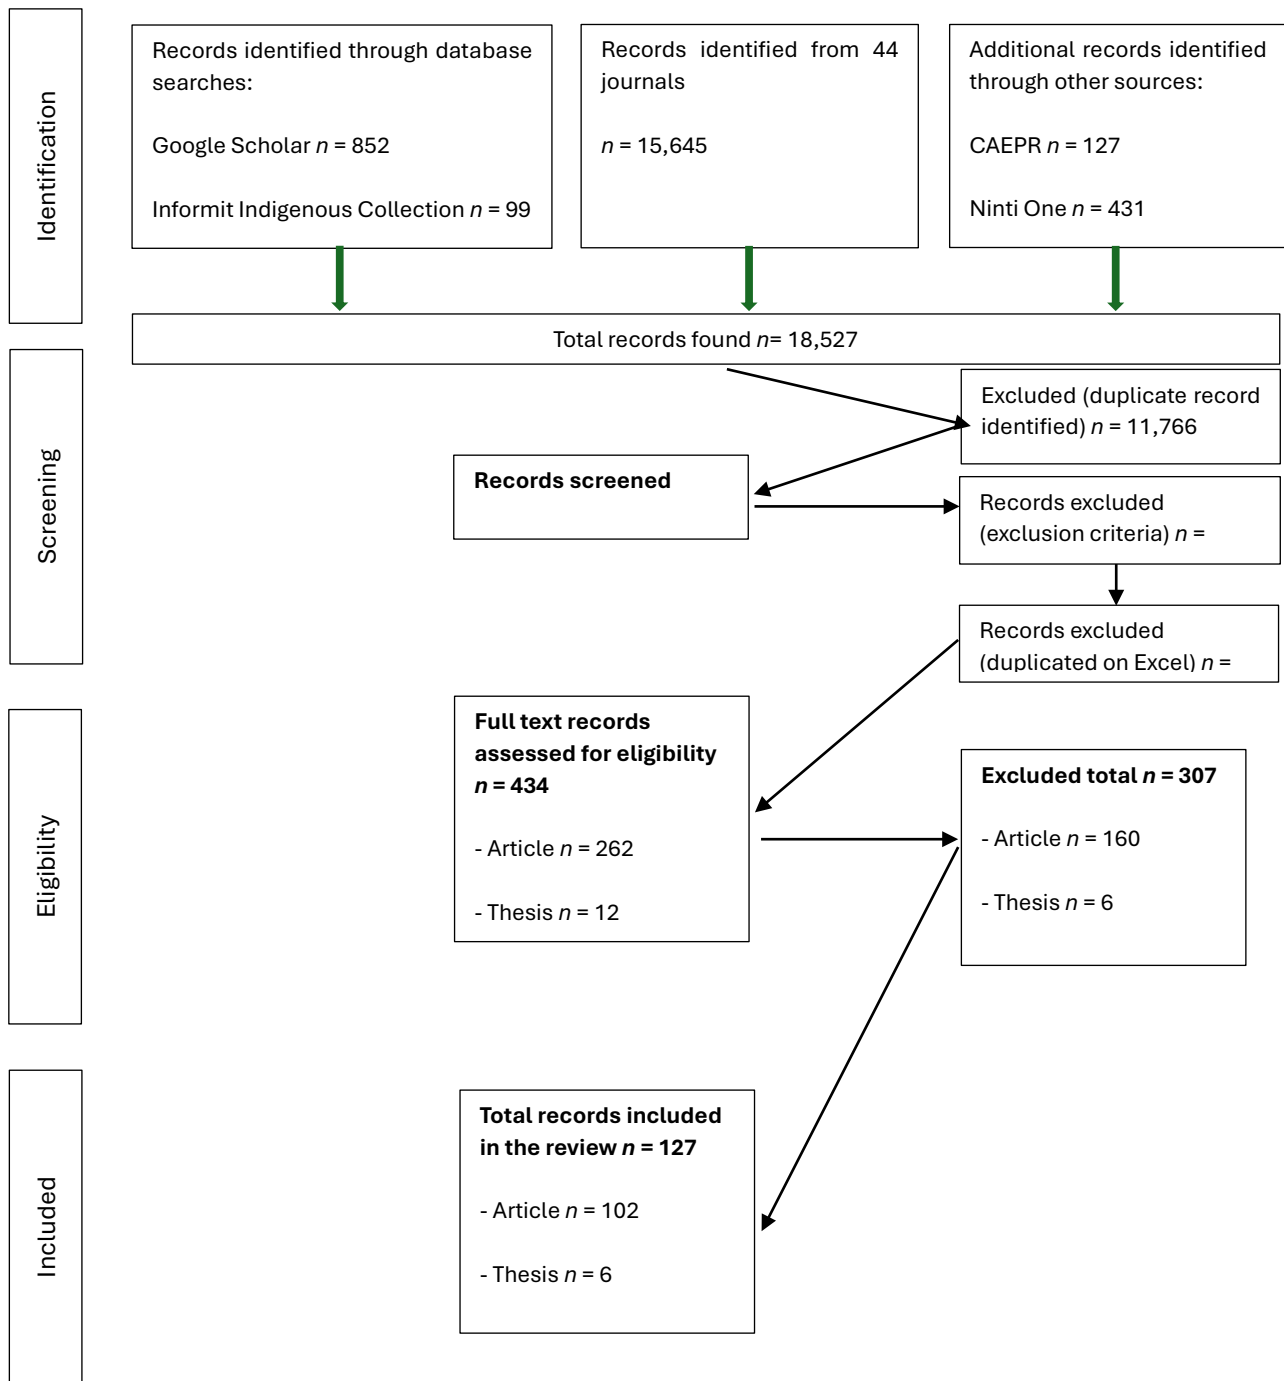 Identification
Records identified through database
searches:
Google Scholar n = 852
Informit Indigenous Collection n = 99
Records identified from 44
journals
n = 15,645
Additional records identified
through other sources:
CAEPR n = 127
Ninti One n = 431
Total records found n= 18,527
Screening
Excluded (duplicate record
identified) n = 11,766
Records screened
Records excluded
(exclusion criteria) n =
Records excluded
(duplicated on Excel) n =
Eligibility
Full text records
assessed for eligibility
n = 434
- Article n = 262
- Thesis n = 12
Excluded total n = 307
- Article n = 160
- Thesis n = 6
Included
Total records included
in the review n = 127
- Article n = 102
- Thesis n = 6